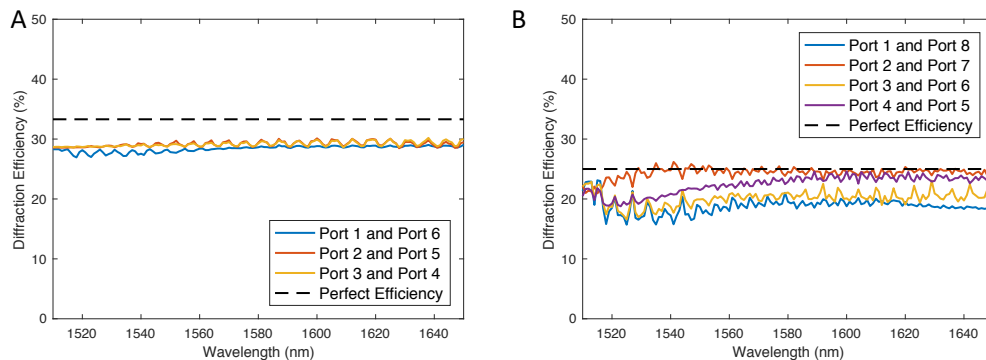 A
Diffraction Efficiency (%)
50
40
30
20
10
0
Port 1 and Port 6
Port 2 and Port 5
Port 3 and Port 4
Perfect Efficiency
1520 1540 1560 1580 1600 1620 1640
Wavelength (nm)
B
Diffraction Efficiency (%)
50
40
30
20
10
0
Port 1 and Port 8
Port 2 and Port 7
Port 3 and Port 6
Port 4 and Port 5
Perfect Efficiency
1520 1540 1560 1580 1600 1620 1640
Wavelength (nm)